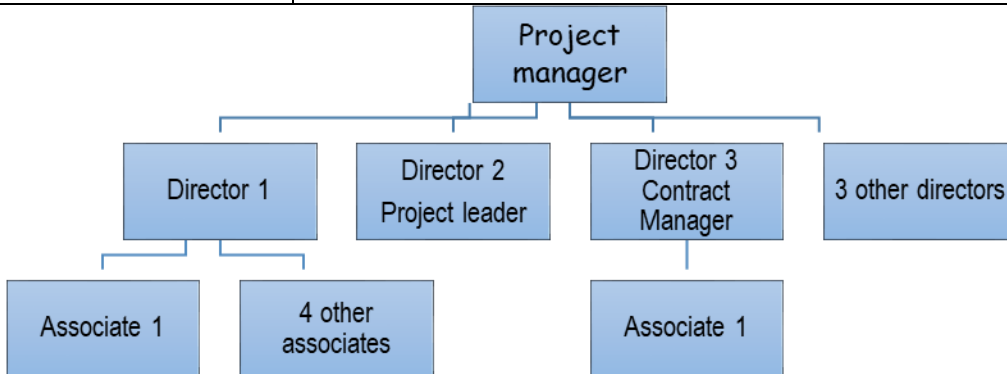 Project
manager
Director 1
Director 2
Project leader
Director 3
Contract
Manager
3 other directors
Associate 1
4 other
associates
Associate 1